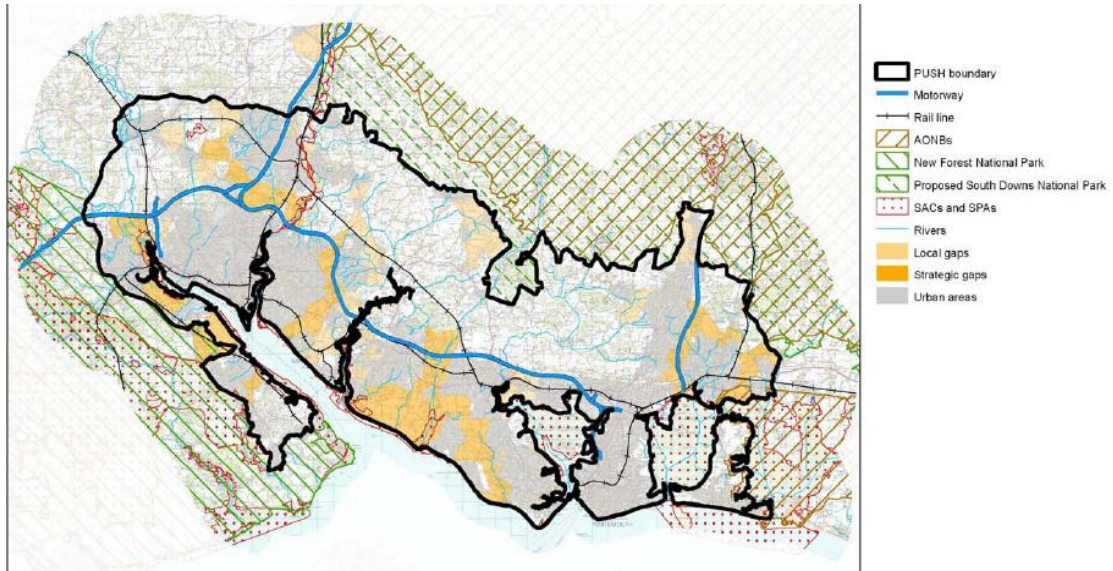 PUSH boundary
Motorway
Rail line
AONBs
New Forest National Park
Proposed South Downs National Park
SACs and SPAs
Rivers
Local gaps
Strategic gaps
Urban areas
PORTSMOUTH